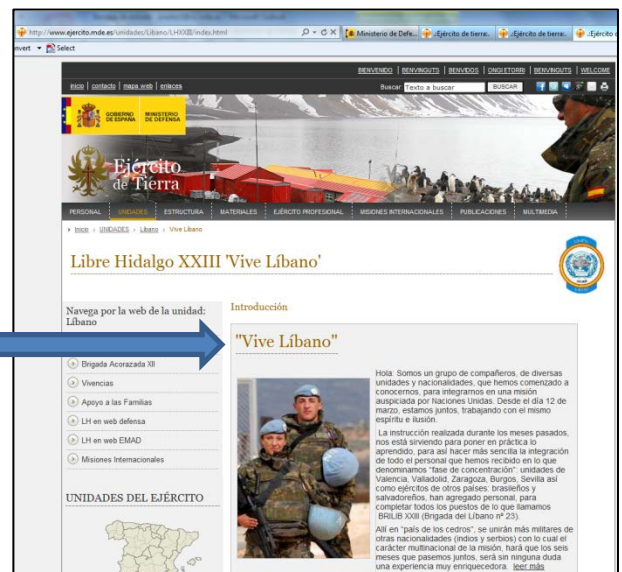 http://www.ejercito.mde.es/unidades/Libano/LHXXIII/index.html
Ministerio de Defe...
Ejército de tierra.
Ejército de tierra.
Ejército
nvert
Select
BENVENIDO | BENVINGUTS | BENVIDOS | ONGI ETORRI | BENVINGUTS | WELCOME
inicio | contacto | mapa web | enlaces
Buscar Texto a buscar BUSCAR
GOBIERNO DE ESPAÑA
MINISTERIO DE DEFENSA
Ejército
de Tierra
PERSONAL UNIDADES ESTRUCTURA MATERIALES EJÉRCITO PROFESIONAL MISIONES INTERNACIONALES PUBLICACIONES MULTIMEDIA
Inicio > UNIDADES > Líbano > Vive Líbano
Libre Hidalgo XXIII 'Vive Líbano'
Navega por la web de la unidad:
Líbano
Brigada Acorazada XII
Vivencias
Apoyo a las Familias
LH en web defensa
LH en web EMAD
Misiones Internacionales
UNIDADES DEL EJÉRCITO
Introducción
"Vive Líbano"
Hola: Somos un grupo de compañeros, de diversas
unidades y nacionalidades, que hemos comenzado a
conocernos, para integrarnos en una misión
auspiciada por Naciones Unidas. Desde el día 12 de
marzo, estamos juntos, trabajando con el mismo
espíritu e ilusión.
La instrucción realizada durante los meses pasados,
nos está sirviendo para poner en práctica lo
aprendido, para así hacer más sencilla la integración
de todo el personal que hemos recibido en lo que
denominamos "fase de concentración": unidades de
Valencia, Valladolid, Zaragoza, Burgos, Sevilla así
como ejércitos de otros países: brasileños y
salvadoreños, han agregado personal, para
completar todos los puestos de lo que llamamos
BRILIB XXIII (Brigada del Líbano nº 23).
Allí en "país de los cedros", se unirán más militares de
otras nacionalidades (indios y serbios) con lo cual el
carácter multinacional de la misión, hará que los seis
meses que pasemos juntos, será sin ninguna duda
una experiencia muy enriquecedora. leer más